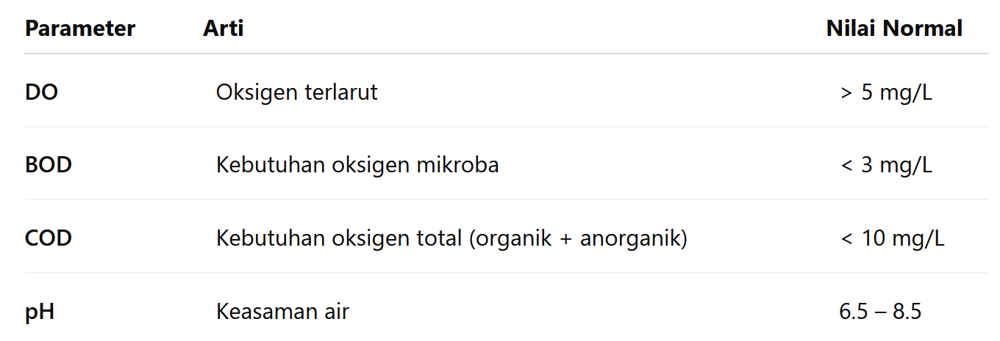 Parameter Arti Nilai Normal
DO Oksigen terlarut > 5 mg/L
BOD Kebutuhan oksigen mikroba < 3 mg/L
COD Kebutuhan oksigen total (organik + anorganik) < 10 mg/L
pH Keasaman air 6.5 – 8.5